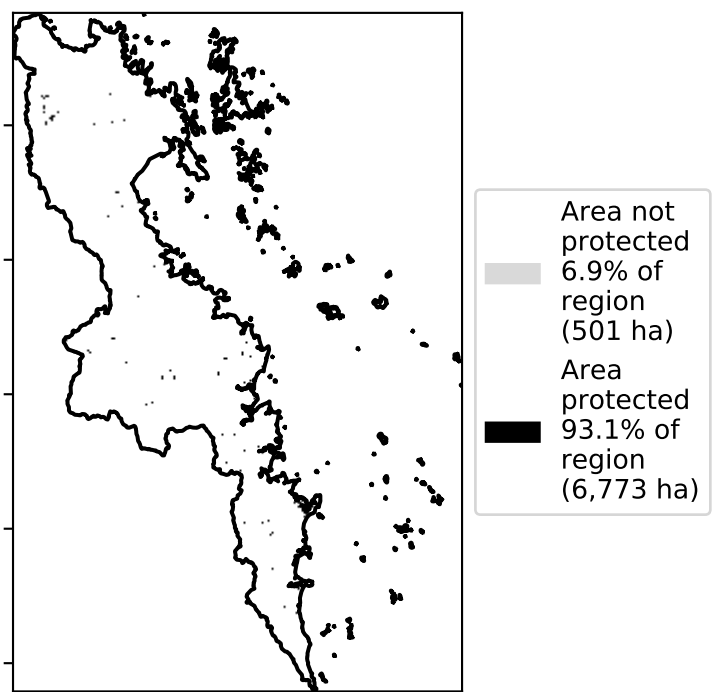 Area not
protected
6.9% of
region
(501 ha)
Area
protected
93.1% of
region
(6,773 ha)